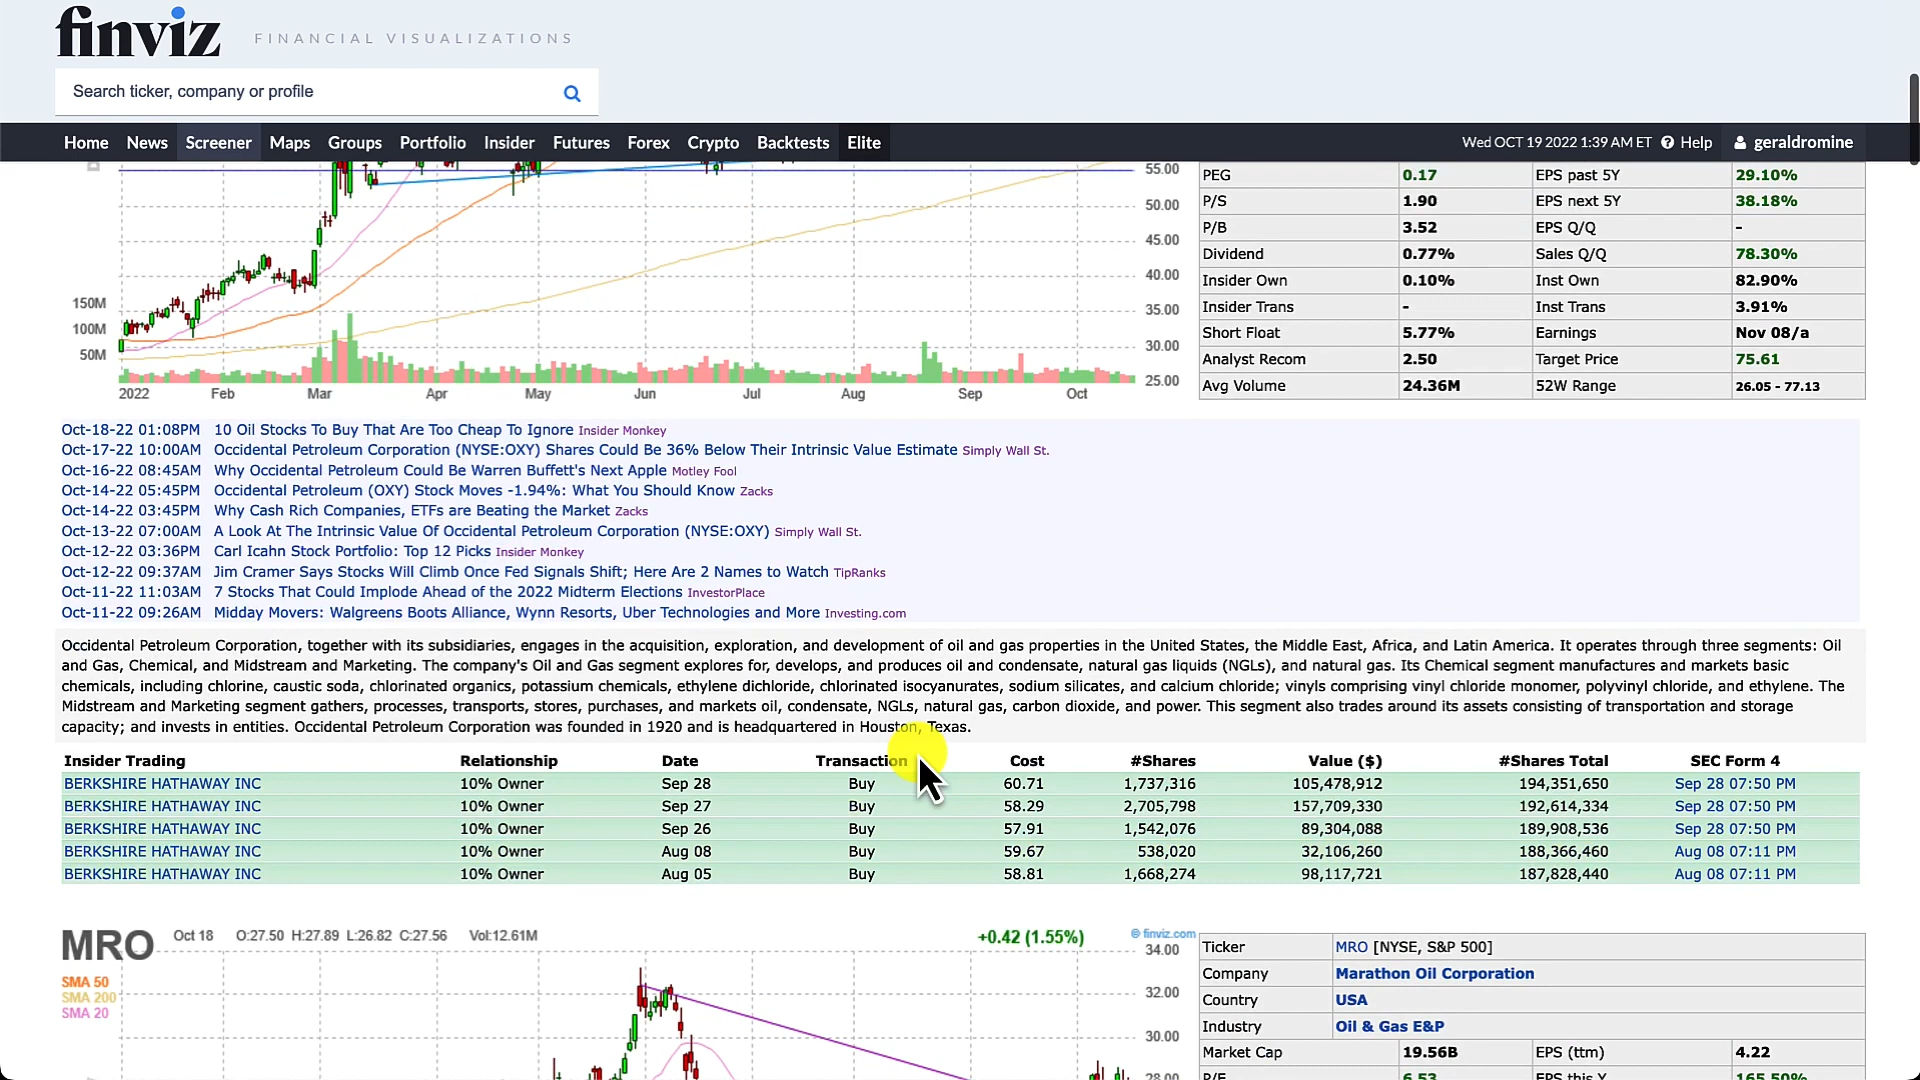 finviz FINANCIAL VISUALIZATIONS
Search ticker, company or profile
Home News Screener Maps Groups Portfolio Insider Futures Forex Crypto Backtests Elite Wed OCT 19 2022 1:39 AM ET Help geraldromine
55.00
50.00
45.00
40.00
35.00
30.00
25.00
150M
100M
50M
2022 Feb Mar Apr May Jun Jul Aug Sep Oct
PEG 0.17 EPS past 5Y 29.10%
P/S 1.90 EPS next 5Y 38.18%
P/B 3.52 EPS Q/Q -
Dividend 0.77% Sales Q/Q 78.30%
Insider Own 0.10% Inst Own 82.90%
Insider Trans - Inst Trans 3.91%
Short Float 5.77% Earnings Nov 08/a
Analyst Recom 2.50 Target Price 75.61
Avg Volume 24.36M 52W Range 26.05 - 77.13
Oct-18-22 01:08PM 10 Oil Stocks To Buy That Are Too Cheap To Ignore Insider Monkey
Oct-17-22 10:00AM Occidental Petroleum Corporation (NYSE:OXY) Shares Could Be 36% Below Their Intrinsic Value Estimate Simply Wall St.
Oct-16-22 08:45AM Why Occidental Petroleum Could Be Warren Buffett's Next Apple Motley Fool
Oct-14-22 05:45PM Occidental Petroleum (OXY) Stock Moves -1.94%: What You Should Know Zacks
Oct-14-22 03:45PM Why Cash Rich Companies, ETFs are Beating the Market Zacks
Oct-13-22 07:00AM A Look At The Intrinsic Value Of Occidental Petroleum Corporation (NYSE:OXY) Simply Wall St.
Oct-12-22 03:36PM Carl Icahn Stock Portfolio: Top 12 Picks Insider Monkey
Oct-12-22 09:37AM Jim Cramer Says Stocks Will Climb Once Fed Signals Shift; Here Are 2 Names to Watch TipRanks
Oct-11-22 11:03AM 7 Stocks That Could Implode Ahead of the 2022 Midterm Elections InvestorPlace
Oct-11-22 09:26AM Midday Movers: Walgreens Boots Alliance, Wynn Resorts, Uber Technologies and More Investing.com
Occidental Petroleum Corporation, together with its subsidiaries, engages in the acquisition, exploration, and development of oil and gas properties in the United States, the Middle East, Africa, and Latin America. It operates through three segments: Oil
and Gas, Chemical, and Midstream and Marketing. The company's Oil and Gas segment explores for, develops, and produces oil and condensate, natural gas liquids (NGLs), and natural gas. Its Chemical segment manufactures and markets basic
chemicals, including chlorine, caustic soda, chlorinated organics, potassium chemicals, ethylene dichloride, chlorinated isocyanurates, sodium silicates, and calcium chloride; vinyls comprising vinyl chloride monomer, polyvinyl chloride, and ethylene. The
Midstream and Marketing segment gathers, processes, transports, stores, purchases, and markets oil, condensate, NGLs, natural gas, carbon dioxide, and power. This segment also trades around its assets consisting of transportation and storage
capacity; and invests in entities. Occidental Petroleum Corporation was founded in 1920 and is headquartered in Houston, Texas.
Insider Trading Relationship Date Transaction Cost #Shares Value ($) #Shares Total SEC Form 4
BERKSHIRE HATHAWAY INC 10% Owner Sep 28 Buy 60.71 1,737,316 105,478,912 194,351,650 Sep 28 07:50 PM
BERKSHIRE HATHAWAY INC 10% Owner Sep 27 Buy 58.29 2,705,798 157,709,330 192,614,334 Sep 28 07:50 PM
BERKSHIRE HATHAWAY INC 10% Owner Sep 26 Buy 57.91 1,542,076 89,304,088 189,908,536 Sep 28 07:50 PM
BERKSHIRE HATHAWAY INC 10% Owner Aug 08 Buy 59.67 538,020 32,106,260 188,366,460 Aug 08 07:11 PM
BERKSHIRE HATHAWAY INC 10% Owner Aug 05 Buy 58.81 1,668,274 98,117,721 187,828,440 Aug 08 07:11 PM
MRO Oct 18 O:27.50 H:27.89 L:26.82 C:27.56 Vol:12.61M +0.42 (1.55%) © finviz.com
SMA 50
SMA 200
SMA 20
34.00
32.00
30.00
28.00
Ticker MRO [NYSE, S&P 500]
Company Marathon Oil Corporation
Country USA
Industry Oil & Gas E&P
Market Cap 19.56B EPS (ttm) 4.22
P/E 6.53 EPS this Y 165.50%